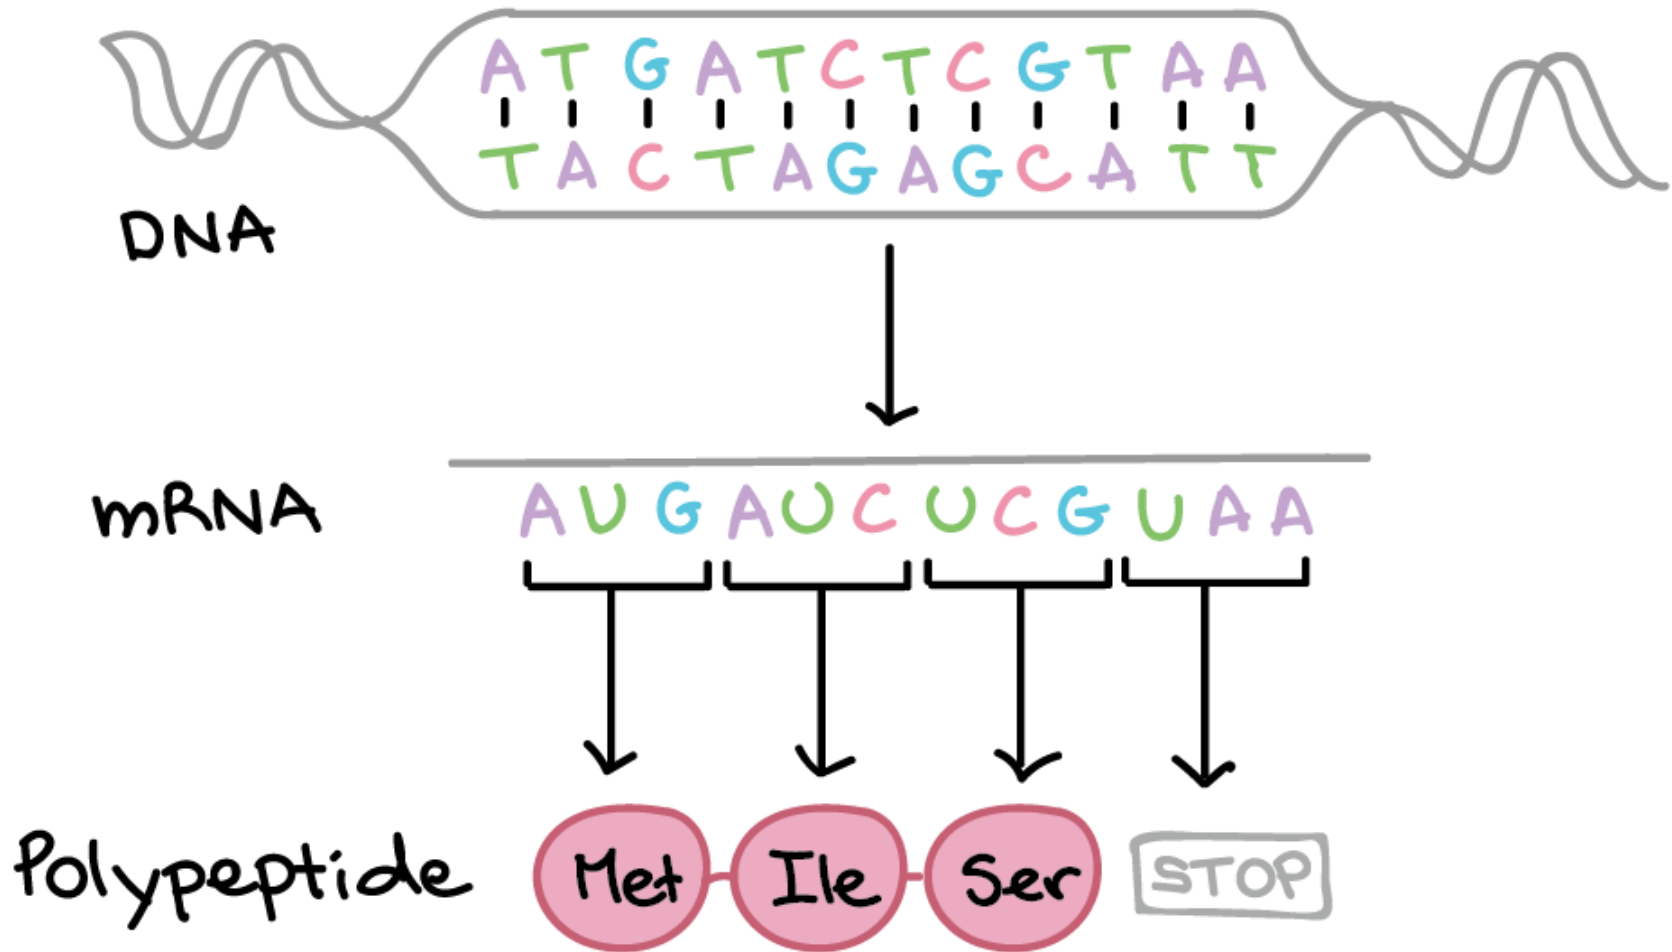 A T G A T C T C G T A A
T A C T A G A G C A T T
DNA
mRNA
A U G A U C U C G U A A
Polypeptide
Met Ile Ser STOP